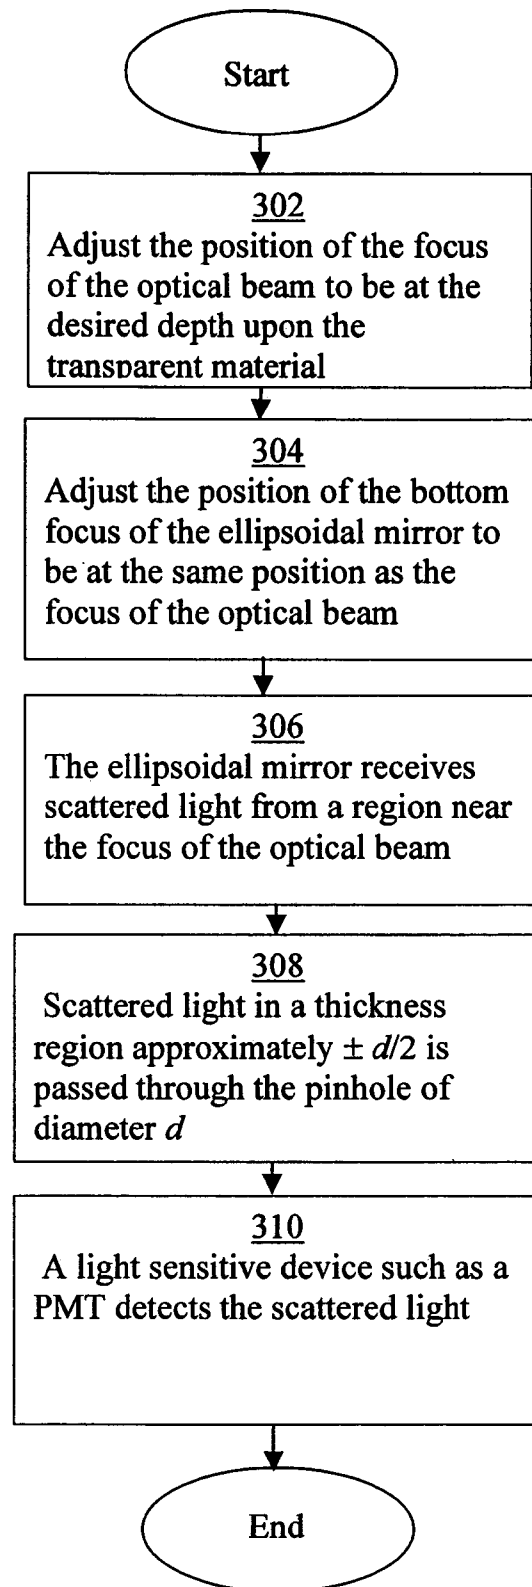 Start
302
Adjust the position of the focus
of the optical beam to be at the
desired depth upon the
transparent material
304
Adjust the position of the bottom
focus of the ellipsoidal mirror to
be at the same position as the
focus of the optical beam
306
The ellipsoidal mirror receives
scattered light from a region near
the focus of the optical beam
308
Scattered light in a thickness
region approximately ± d/2 is
passed through the pinhole of
diameter d
310
A light sensitive device such as a
PMT detects the scattered light
End